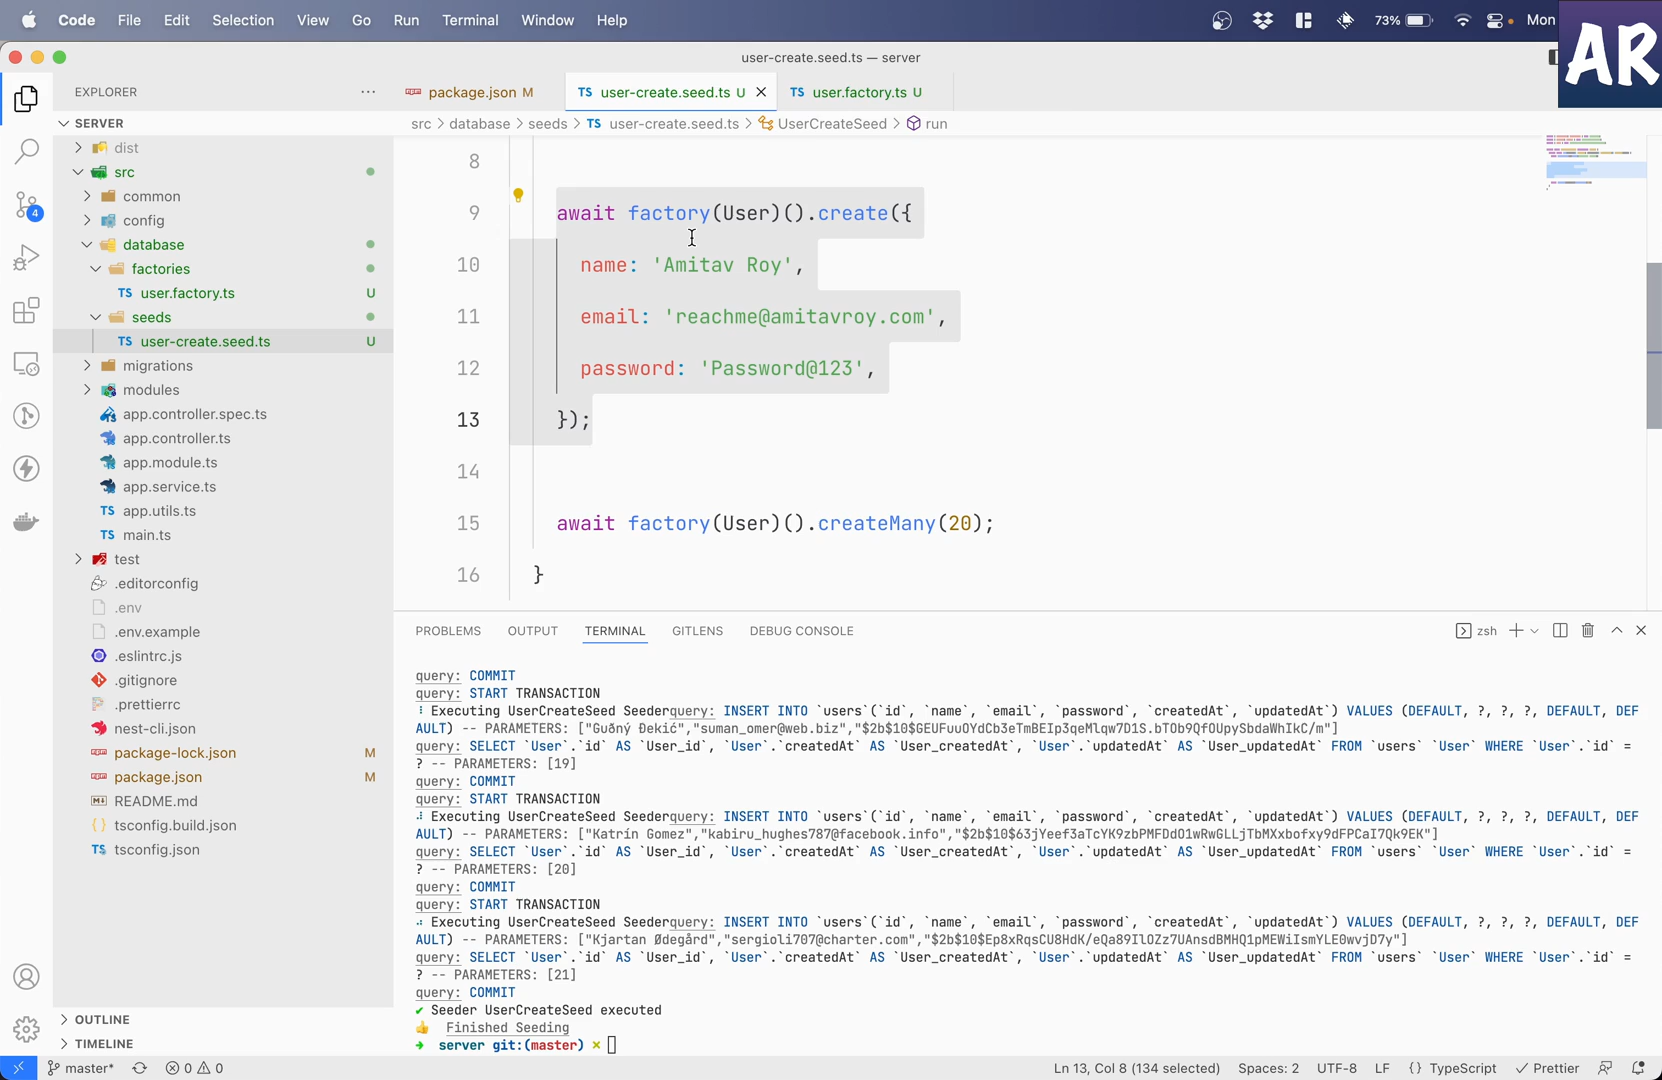 Code File Edit Selection View Go Run Terminal Window Help 73% Mon
AR
user-create.seed.ts — server
EXPLORER ···
package.json M
TS user-create.seed.ts U
TS user.factory.ts U
SERVER
src > database > seeds > TS user-create.seed.ts > UserCreateSeed > run
dist
src
common
config
database
factories
TS user.factory.ts U
seeds
TS user-create.seed.ts U
migrations
modules
app.controller.spec.ts
app.controller.ts
app.module.ts
app.service.ts
TS app.utils.ts
TS main.ts
test
.editorconfig
.env
.env.example
.eslintrc.js
.gitignore
.prettierrc
nest-cli.json
package-lock.json M
package.json M
README.md
{} tsconfig.build.json
TS tsconfig.json
OUTLINE
TIMELINE
4
8
9 await factory(User)().create({
10 name: 'Amitav Roy',
11 email: 'reachme@amitavroy.com',
12 password: 'Password@123',
13 });
14
15 await factory(User)().createMany(20);
16 }
PROBLEMS OUTPUT TERMINAL GITLENS DEBUG CONSOLE zsh
query: COMMIT
query: START TRANSACTION
⠸ Executing UserCreateSeed Seederquery: INSERT INTO `users`(`id`, `name`, `email`, `password`, `createdAt`, `updatedAt`) VALUES (DEFAULT, ?, ?, ?, DEFAULT, DEF
AULT) -- PARAMETERS: ["Guðný Đekić","suman_omer@web.biz","$2b$10$GEUFuuOYdCb3eTmBEIp3qeMlqw7D1S.bTOb9QfOUpySbdaWhIkC/m"]
query: SELECT `User`.`id` AS `User_id`, `User`.`createdAt` AS `User_createdAt`, `User`.`updatedAt` AS `User_updatedAt` FROM `users` `User` WHERE `User`.`id` =
? -- PARAMETERS: [19]
query: COMMIT
query: START TRANSACTION
⠼ Executing UserCreateSeed Seederquery: INSERT INTO `users`(`id`, `name`, `email`, `password`, `createdAt`, `updatedAt`) VALUES (DEFAULT, ?, ?, ?, DEFAULT, DEF
AULT) -- PARAMETERS: ["Katrín Gomez","kabiru_hughes787@facebook.info","$2b$10$63jYeef3aTcYK9zbPMFDdO1wRwGLLjTbMXxbofxy9dFPCaI7Qk9EK"]
query: SELECT `User`.`id` AS `User_id`, `User`.`createdAt` AS `User_createdAt`, `User`.`updatedAt` AS `User_updatedAt` FROM `users` `User` WHERE `User`.`id` =
? -- PARAMETERS: [20]
query: COMMIT
query: START TRANSACTION
⠴ Executing UserCreateSeed Seederquery: INSERT INTO `users`(`id`, `name`, `email`, `password`, `createdAt`, `updatedAt`) VALUES (DEFAULT, ?, ?, ?, DEFAULT, DEF
AULT) -- PARAMETERS: ["Kjartan Ødegård","sergioli707@charter.com","$2b$10$Ep8xRqsCU8HdK/eQa89IlOZz7UAnsdBMHQ1pMEWiIsmYLE0wvjD7y"]
query: SELECT `User`.`id` AS `User_id`, `User`.`createdAt` AS `User_createdAt`, `User`.`updatedAt` AS `User_updatedAt` FROM `users` `User` WHERE `User`.`id` =
? -- PARAMETERS: [21]
query: COMMIT
✔ Seeder UserCreateSeed executed
👍 Finished Seeding
➜ server git:(master) ✗
master* 0 0 Ln 13, Col 8 (134 selected) Spaces: 2 UTF-8 LF {} TypeScript Prettier